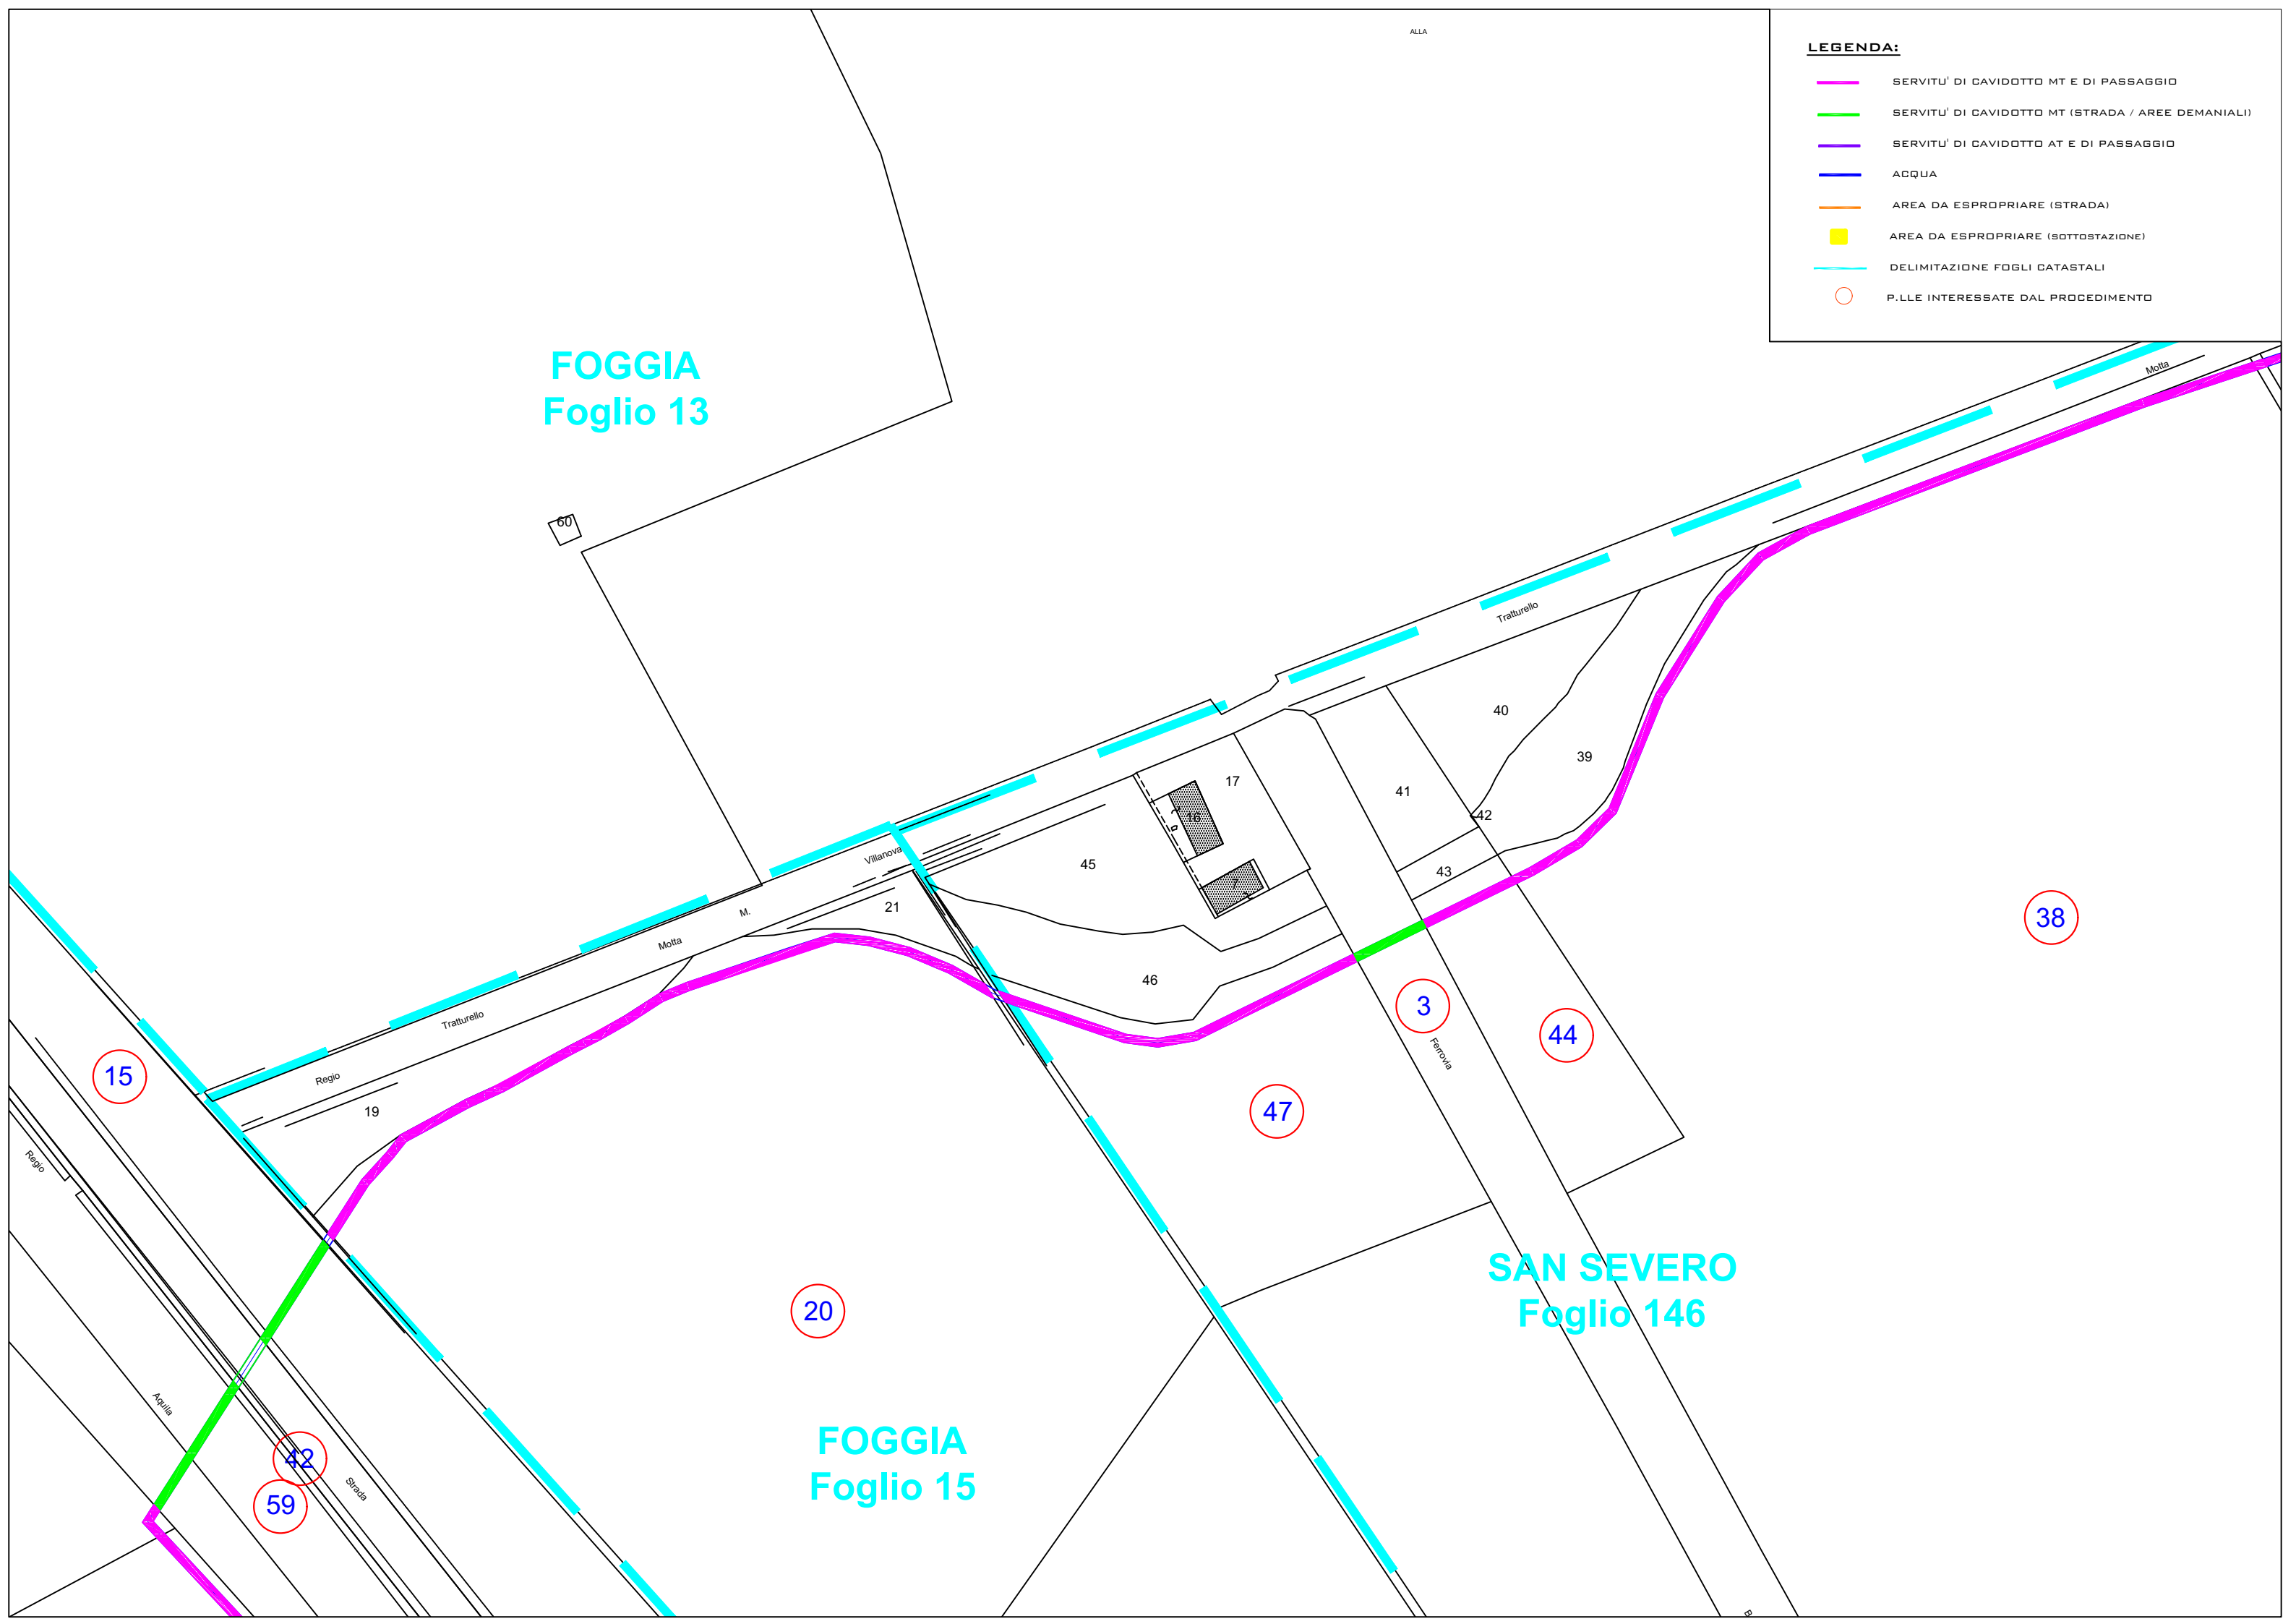 ALLA
LEGENDA:
SERVITU' DI CAVIDOTTO MT E DI PASSAGGIO
SERVITU' DI CAVIDOTTO MT (STRADA / AREE DEMANIALI)
SERVITU' DI CAVIDOTTO AT E DI PASSAGGIO
ACQUA
AREA DA ESPROPRIARE (STRADA)
AREA DA ESPROPRIARE (SOTTOSTAZIONE)
DELIMITAZIONE FOGLI CATASTALI
P.LLE INTERESSATE DAL PROCEDIMENTO
FOGGIA
Foglio 13
Motta
60
Tratturello
40
39
17
41
16
42
Villanova
45
43
7
21
M.
38
Motta
46
3
Tratturello
44
Ferrovia
15
Regio
47
19
Regio
SAN SEVERO
Foglio 146
20
Aquila
FOGGIA
Foglio 15
42
Strada
59
B